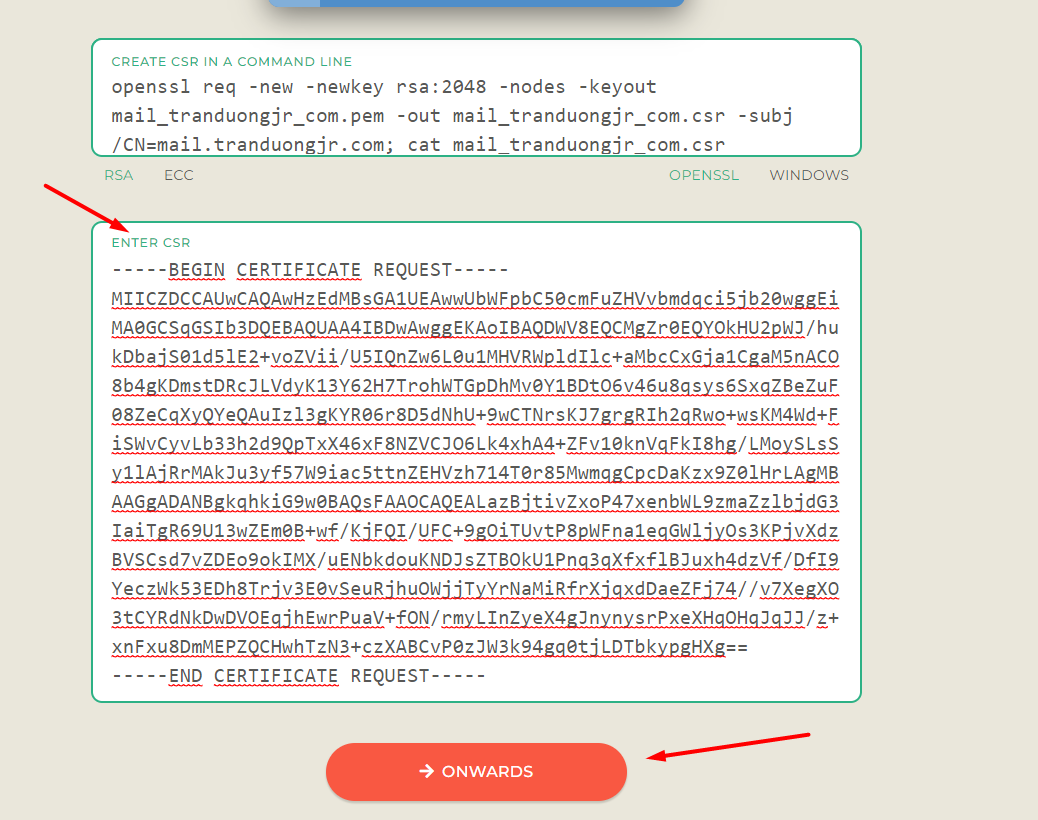 CREATE CSR IN A COMMAND LINE
openssl req -new -newkey rsa:2048 -nodes -keyout
mail_tranduongjr_com.pem -out mail_tranduongjr_com.csr -subj
/CN=mail.tranduongjr.com; cat mail_tranduongjr_com.csr
RSA ECC OPENSSL WINDOWS
ENTER CSR
-----BEGIN CERTIFICATE REQUEST-----
MIICZDCCAUwCAQAwHzEdMBsGA1UEAwwUbWFpbC50cmFuZHVvbmdqci5jb20wggEi
MA0GCSqGSIb3DQEBAQUAA4IBDwAwggEKAoIBAQDWV8EQCMgZr0EQYOkHU2pWJ/hu
kDbajS01d5lE2+voZVii/U5IQnZw6L0u1MHVRWpldIlc+aMbcCxGja1CgaM5nACO
8b4gKDmstDRcJLVdyK13Y62H7TrohWTGpDhMv0Y1BDtO6v46u8qsys6SxqZBeZuF
08ZeCqXyQYeQAuIzl3gKYR06r8D5dNhU+9wCTNrsKJ7grgRIh2qRwo+wsKM4Wd+F
iSWvCyvLb33h2d9QpTxX46xF8NZVCJO6Lk4xhA4+ZFv10knVqFkI8hg/LMoySLsS
y1lAjRrMAkJu3yf57W9iac5ttnZEHVzh714T0r85MwmqgCpcDaKzx9Z0lHrLAgMB
AAGgADANBgkqhkiG9w0BAQsFAAOCAQEALazBjtivZxoP47xenbWL9zmaZzlbjdG3
IaiTgR69U13wZEm0B+wf/KjFQI/UFC+9gOiTUvtP8pWFna1eqGWljyOs3KPjvXdz
BVSCsd7vZDEo9okIMX/uENbkdouKNDJsZTBOkU1Pnq3qXfxflBJuxh4dzVf/DfI9
YeczWk53EDh8Trjv3E0vSeuRjhuOWjjTyYrNaMiRfrXjqxdDaeZFj74//v7XegXO
3tCYRdNkDwDVOEqjhEwrPuaV+fON/rmyLInZyeX4gJnynysrPxeXHqOHqJqJJ/z+
xnFxu8DmMEPZQCHwhTzN3+czXABCvP0zJW3k94gq0tjLDTbkypgHXg==
-----END CERTIFICATE REQUEST-----
→ ONWARDS